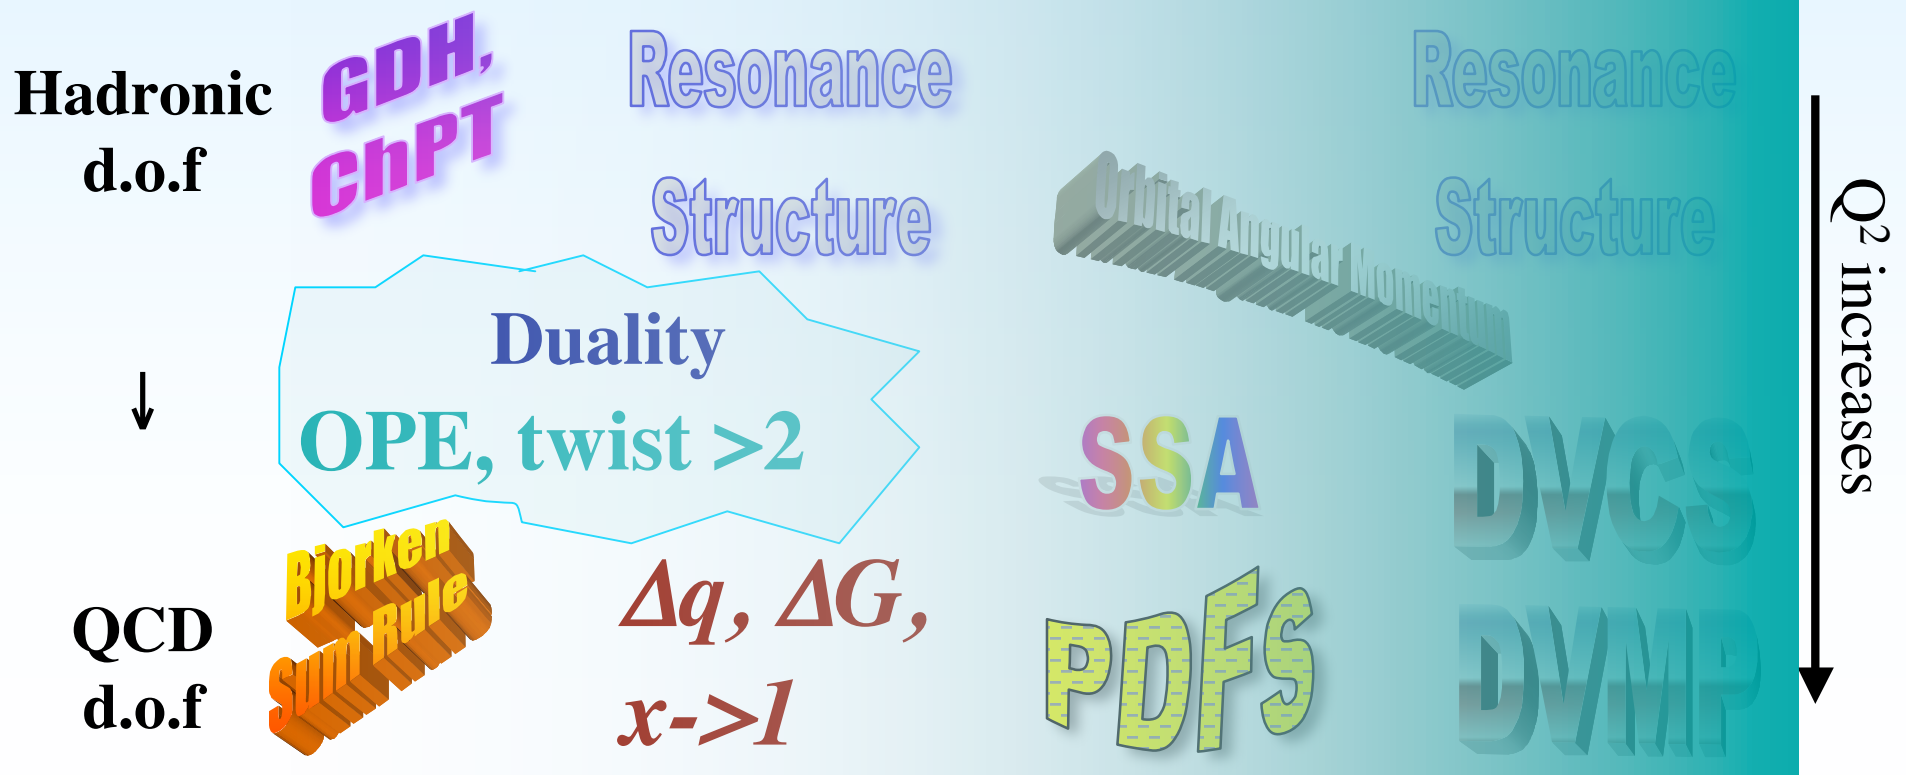 Hadronic
d.o.f
↓
QCD
d.o.f
GDH,
ChPT
Resonance
Structure
Duality
OPE, twist >2
Bjorken
Sum Rule
Δq, ΔG,
x->1
Orbital Angular Momentum
SSA
PDFS
Resonance
Structure
DVCS
DVMP
Q² increases